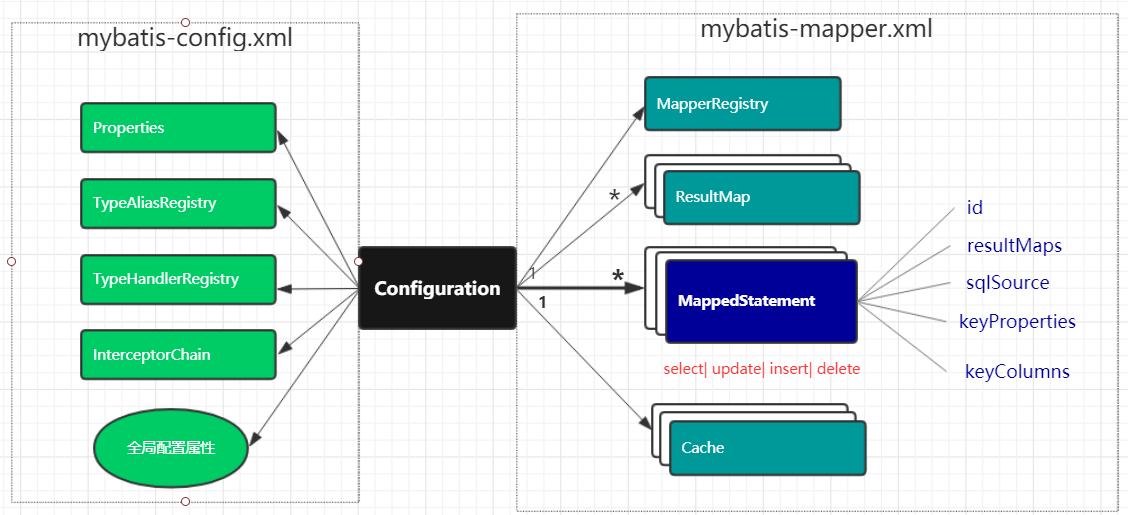 mybatis-config.xml
Properties
TypeAliasRegistry
TypeHandlerRegistry
InterceptorChain
全局配置属性
Configuration
mybatis-mapper.xml
MapperRegistry
*
ResultMap
1
*
1
MappedStatement
select| update| insert| delete
Cache
id
resultMaps
sqlSource
keyProperties
keyColumns